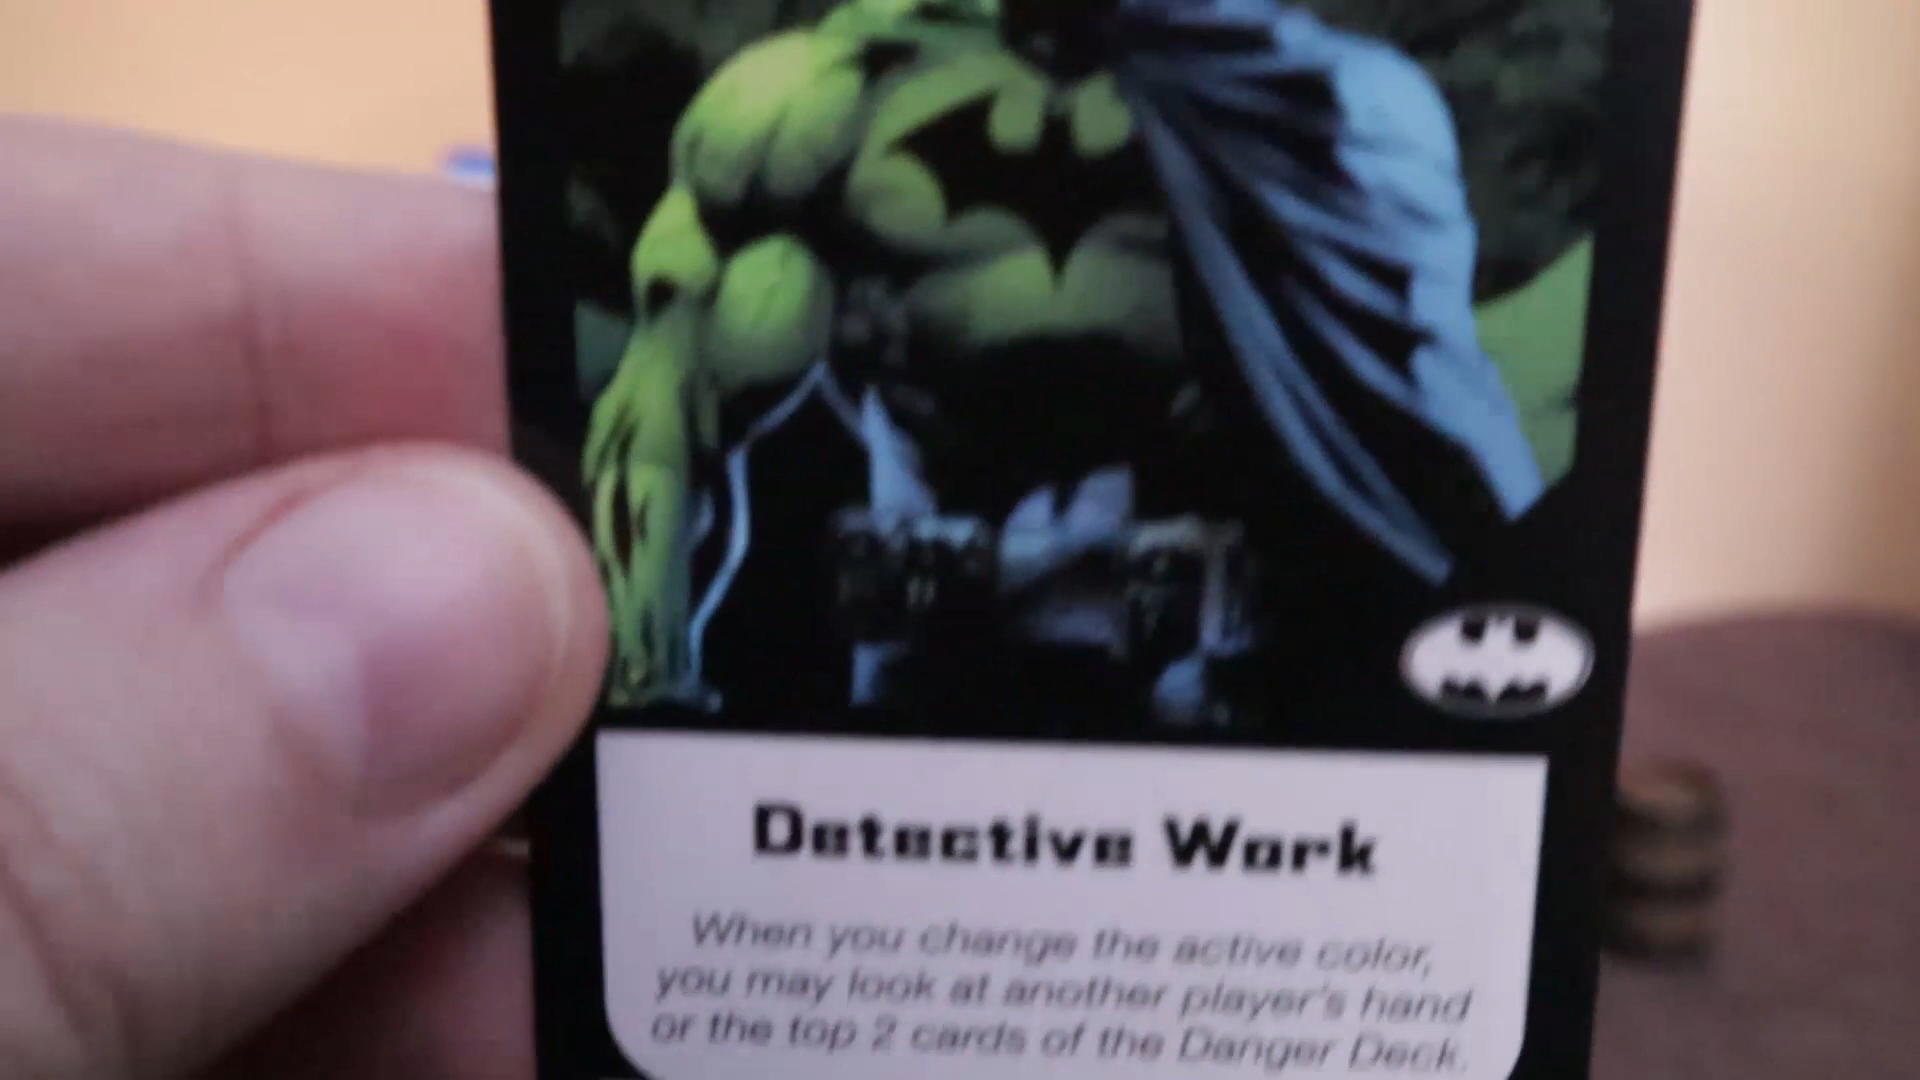 Detective Work
When you change the active color,
you may look at another player's hand
or the top 2 cards of the Danger Deck.